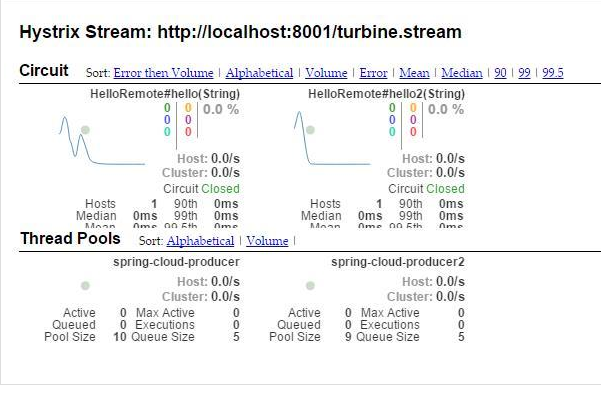 Hystrix Stream: http://localhost:8001/turbine.stream
Circuit Sort: Error then Volume | Alphabetical | Volume | Error | Mean | Median | 90 | 99 | 99.5
HelloRemote#hello(String) HelloRemote#hello2(String)
0 0 0.0 % 0 0 0.0 %
0 0 0 0
0 0 0 0
Host: 0.0/s Host: 0.0/s
Cluster: 0.0/s Cluster: 0.0/s
Circuit Closed Circuit Closed
Hosts 1 90th 0ms Hosts 1 90th 0ms
Median 0ms 99th 0ms Median 0ms 99th 0ms
Mean 0ms 99.5th 0ms Mean 0ms 99.5th 0ms
Thread Pools Sort: Alphabetical | Volume |
spring-cloud-producer spring-cloud-producer2
Host: 0.0/s Host: 0.0/s
Cluster: 0.0/s Cluster: 0.0/s
Active 0 Max Active 0 Active 0 Max Active 0
Queued 0 Executions 0 Queued 0 Executions 0
Pool Size 10 Queue Size 5 Pool Size 9 Queue Size 5